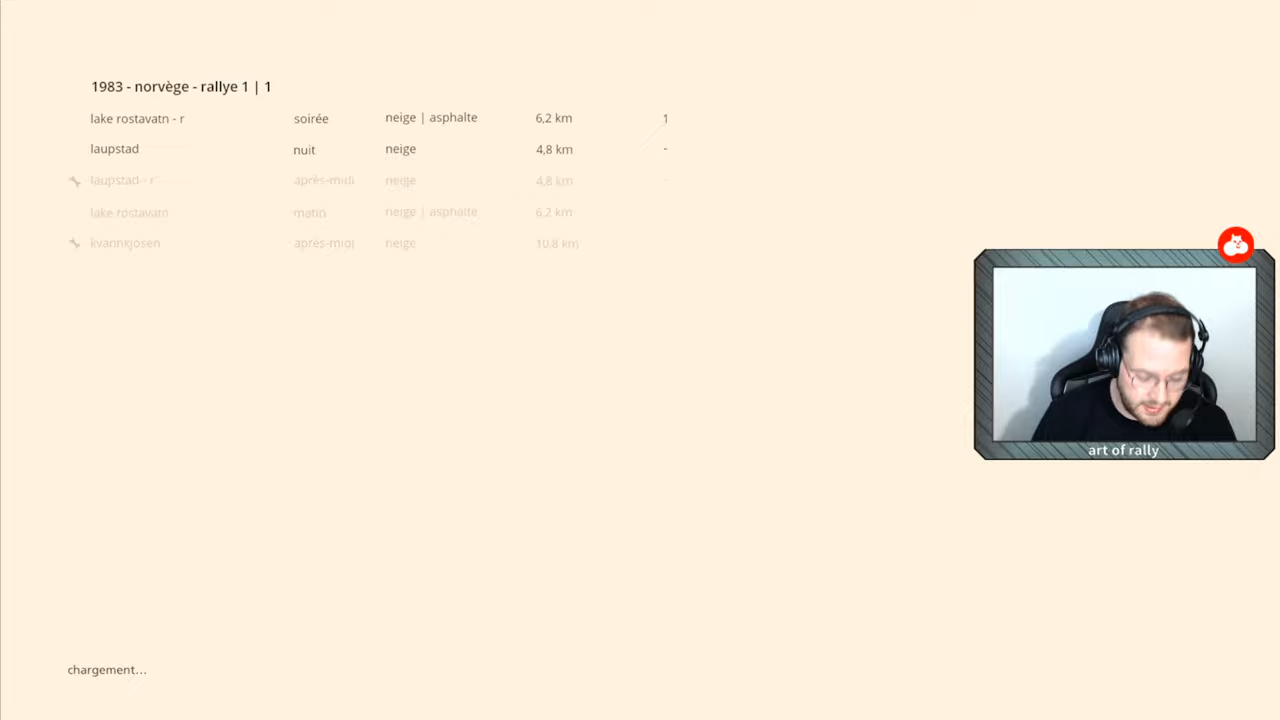 1983 - norvège - rallye 1 | 1
lake rostavatn - r soirée neige | asphalte 6,2 km 1
laupstad nuit neige 4,8 km -
laupstad - r après-midi neige 4,8 km -
lake rostavatn matin neige | asphalte 6,2 km
kvannkjosen après-midi neige 10,8 km
art of rally
chargement...